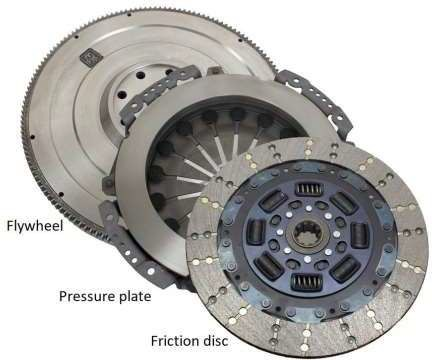 Flywheel
Pressure plate
Friction disc